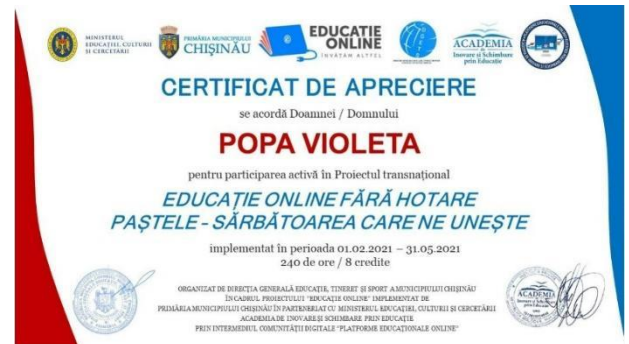 MINISTERUL
EDUCAȚIEI, CULTURII
ȘI CERCETĂRII
PRIMĂRIA MUNICIPIULUI
CHIȘINĂU
EDUCAȚIE
ONLINE
ÎNVĂȚĂM ALTFEL
ACADEMIA
de
Inovare și Schimbare
prin Educație
CERTIFICAT DE APRECIERE
se acordă Doamnei / Domnului
POPA VIOLETA
pentru participarea activă în Proiectul transnațional
EDUCAȚIE ONLINE FĂRĂ HOTARE
PAȘTELE - SĂRBĂTOAREA CARE NE UNEȘTE
implementat în perioada 01.02.2021 – 31.05.2021
240 de ore / 8 credite
ORGANIZAT DE DIRECȚIA GENERALĂ EDUCAȚIE, TINERET ȘI SPORT A MUNICIPIULUI CHIȘINĂU
ÎN CADRUL PROIECTULUI "EDUCAȚIE ONLINE" IMPLEMENTAT DE
PRIMĂRIA MUNICIPIULUI CHIȘINĂU ÎN PARTENERIAT CU MINISTERUL EDUCAȚIEI, CULTURII ȘI CERCETĂRII
ACADEMIA DE INOVARE ȘI SCHIMBARE PRIN EDUCAȚIE
PRIN INTERMEDIUL COMUNITĂȚII DIGITALE "PLATFORME EDUCAȚIONALE ONLINE"
ACADEMIA